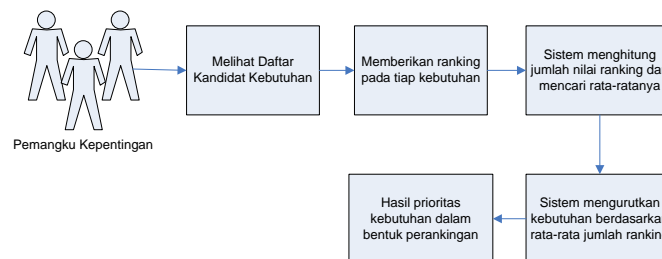 Melihat Daftar
Kandidat Kebutuhan
Memberikan ranking
pada tiap kebutuhan
Sistem menghitung
jumlah nilai ranking da
mencari rata-ratanya
Pemangku Kepentingan
Hasil prioritas
kebutuhan dalam
bentuk perankingan
Sistem mengurutkan
kebutuhan berdasarka
rata-rata jumlah rankin